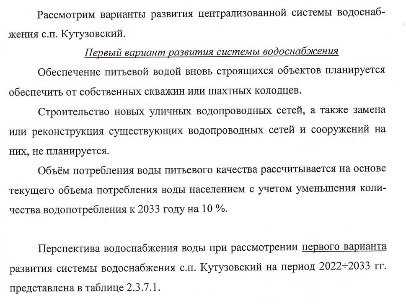 Рассмотрим варианты развития централизованной системы водоснаб-
жения с.п. Кутузовский.
Первый вариант развития системы водоснабжения
Обеспечение питьевой водой вновь строящихся объектов планируется
обеспечить от собственных скважин или шахтных колодцев.
Строительство новых уличных водопроводных сетей, а также замена
или реконструкция существующих водопроводных сетей и сооружений на
них, не планируется.
Объём потребления воды питьевого качества рассчитывается на основе
текущего объема потребления воды населением с учетом уменьшения коли-
чества водопотребления к 2033 году на 10 %.
Перспектива водоснабжения воды при рассмотрении первого варианта
развития системы водоснабжения с.п. Кутузовский на период 2022÷2033 гг.
представлена в таблице 2.3.7.1.